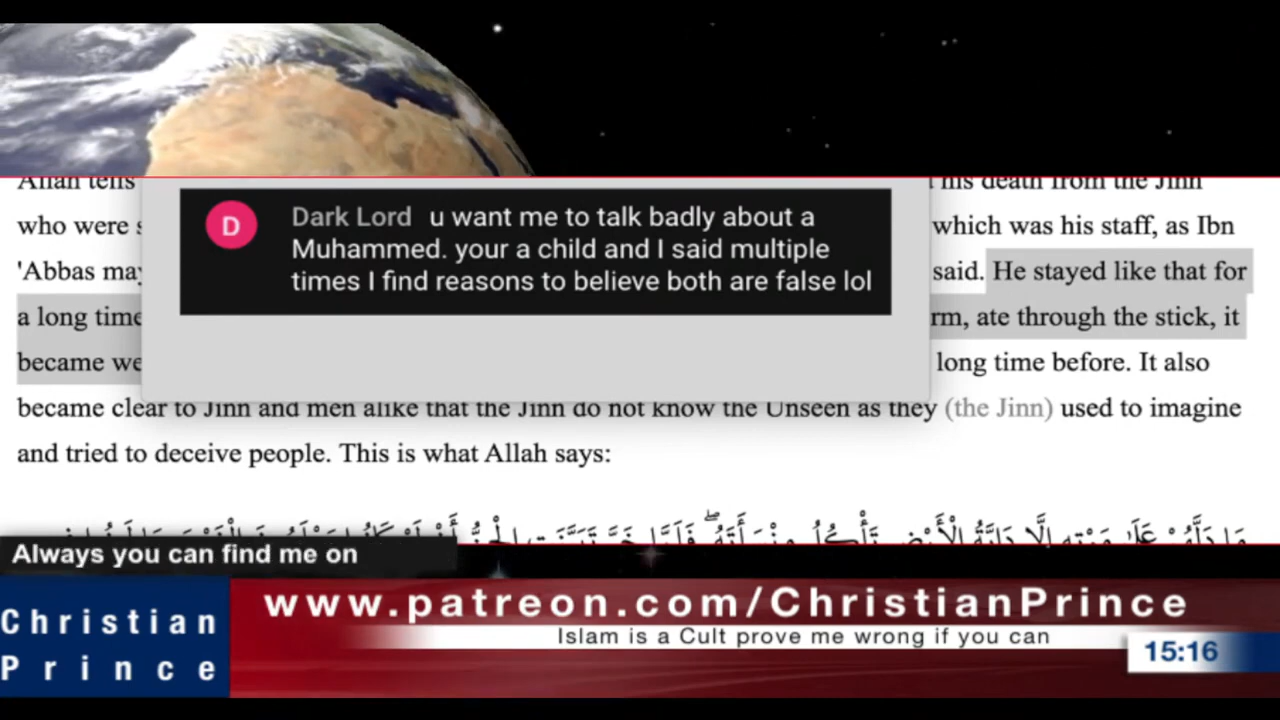 Allah tells
his death from the Jinn
who were
which was his staff, as Ibn
'Abbas may
said. He stayed like that for
a long time
ate through the stick, it
became
long time before. It also
became clear to Jinn and men alike that the Jinn do not know the Unseen as they (the Jinn) used to imagine
and tried to deceive people. This is what Allah says:
D
Dark Lord u want me to talk badly about a
Muhammed. your a child and I said multiple
times I find reasons to believe both are false lol
Always you can find me on
Christian
Prince
www.patreon.com/ChristianPrince
Islam is a Cult prove me wrong if you can
15:16